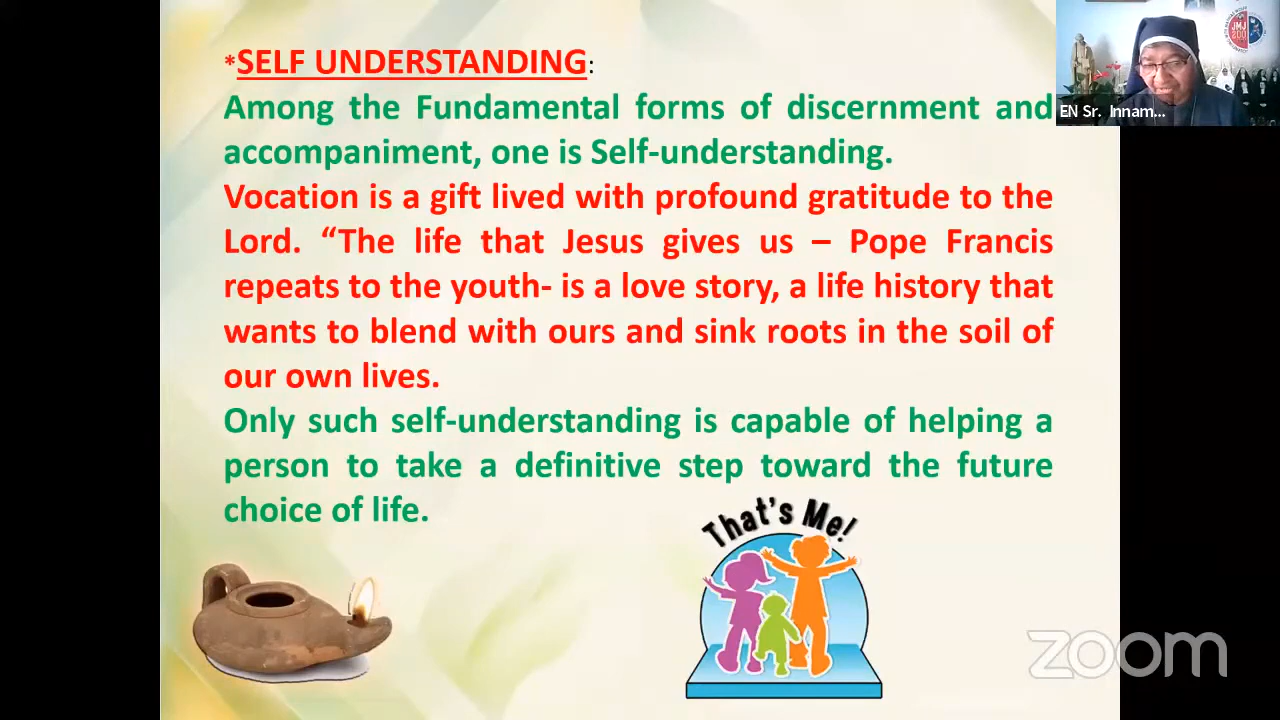 *SELF UNDERSTANDING:
Among the Fundamental forms of discernment and
accompaniment, one is Self-understanding.
Vocation is a gift lived with profound gratitude to the
Lord. “The life that Jesus gives us – Pope Francis
repeats to the youth- is a love story, a life history that
wants to blend with ours and sink roots in the soil of
our own lives.
Only such self-understanding is capable of helping a
person to take a definitive step toward the future
choice of life.
That's Me!
JMJ
EN Sr. Innam...
zoom